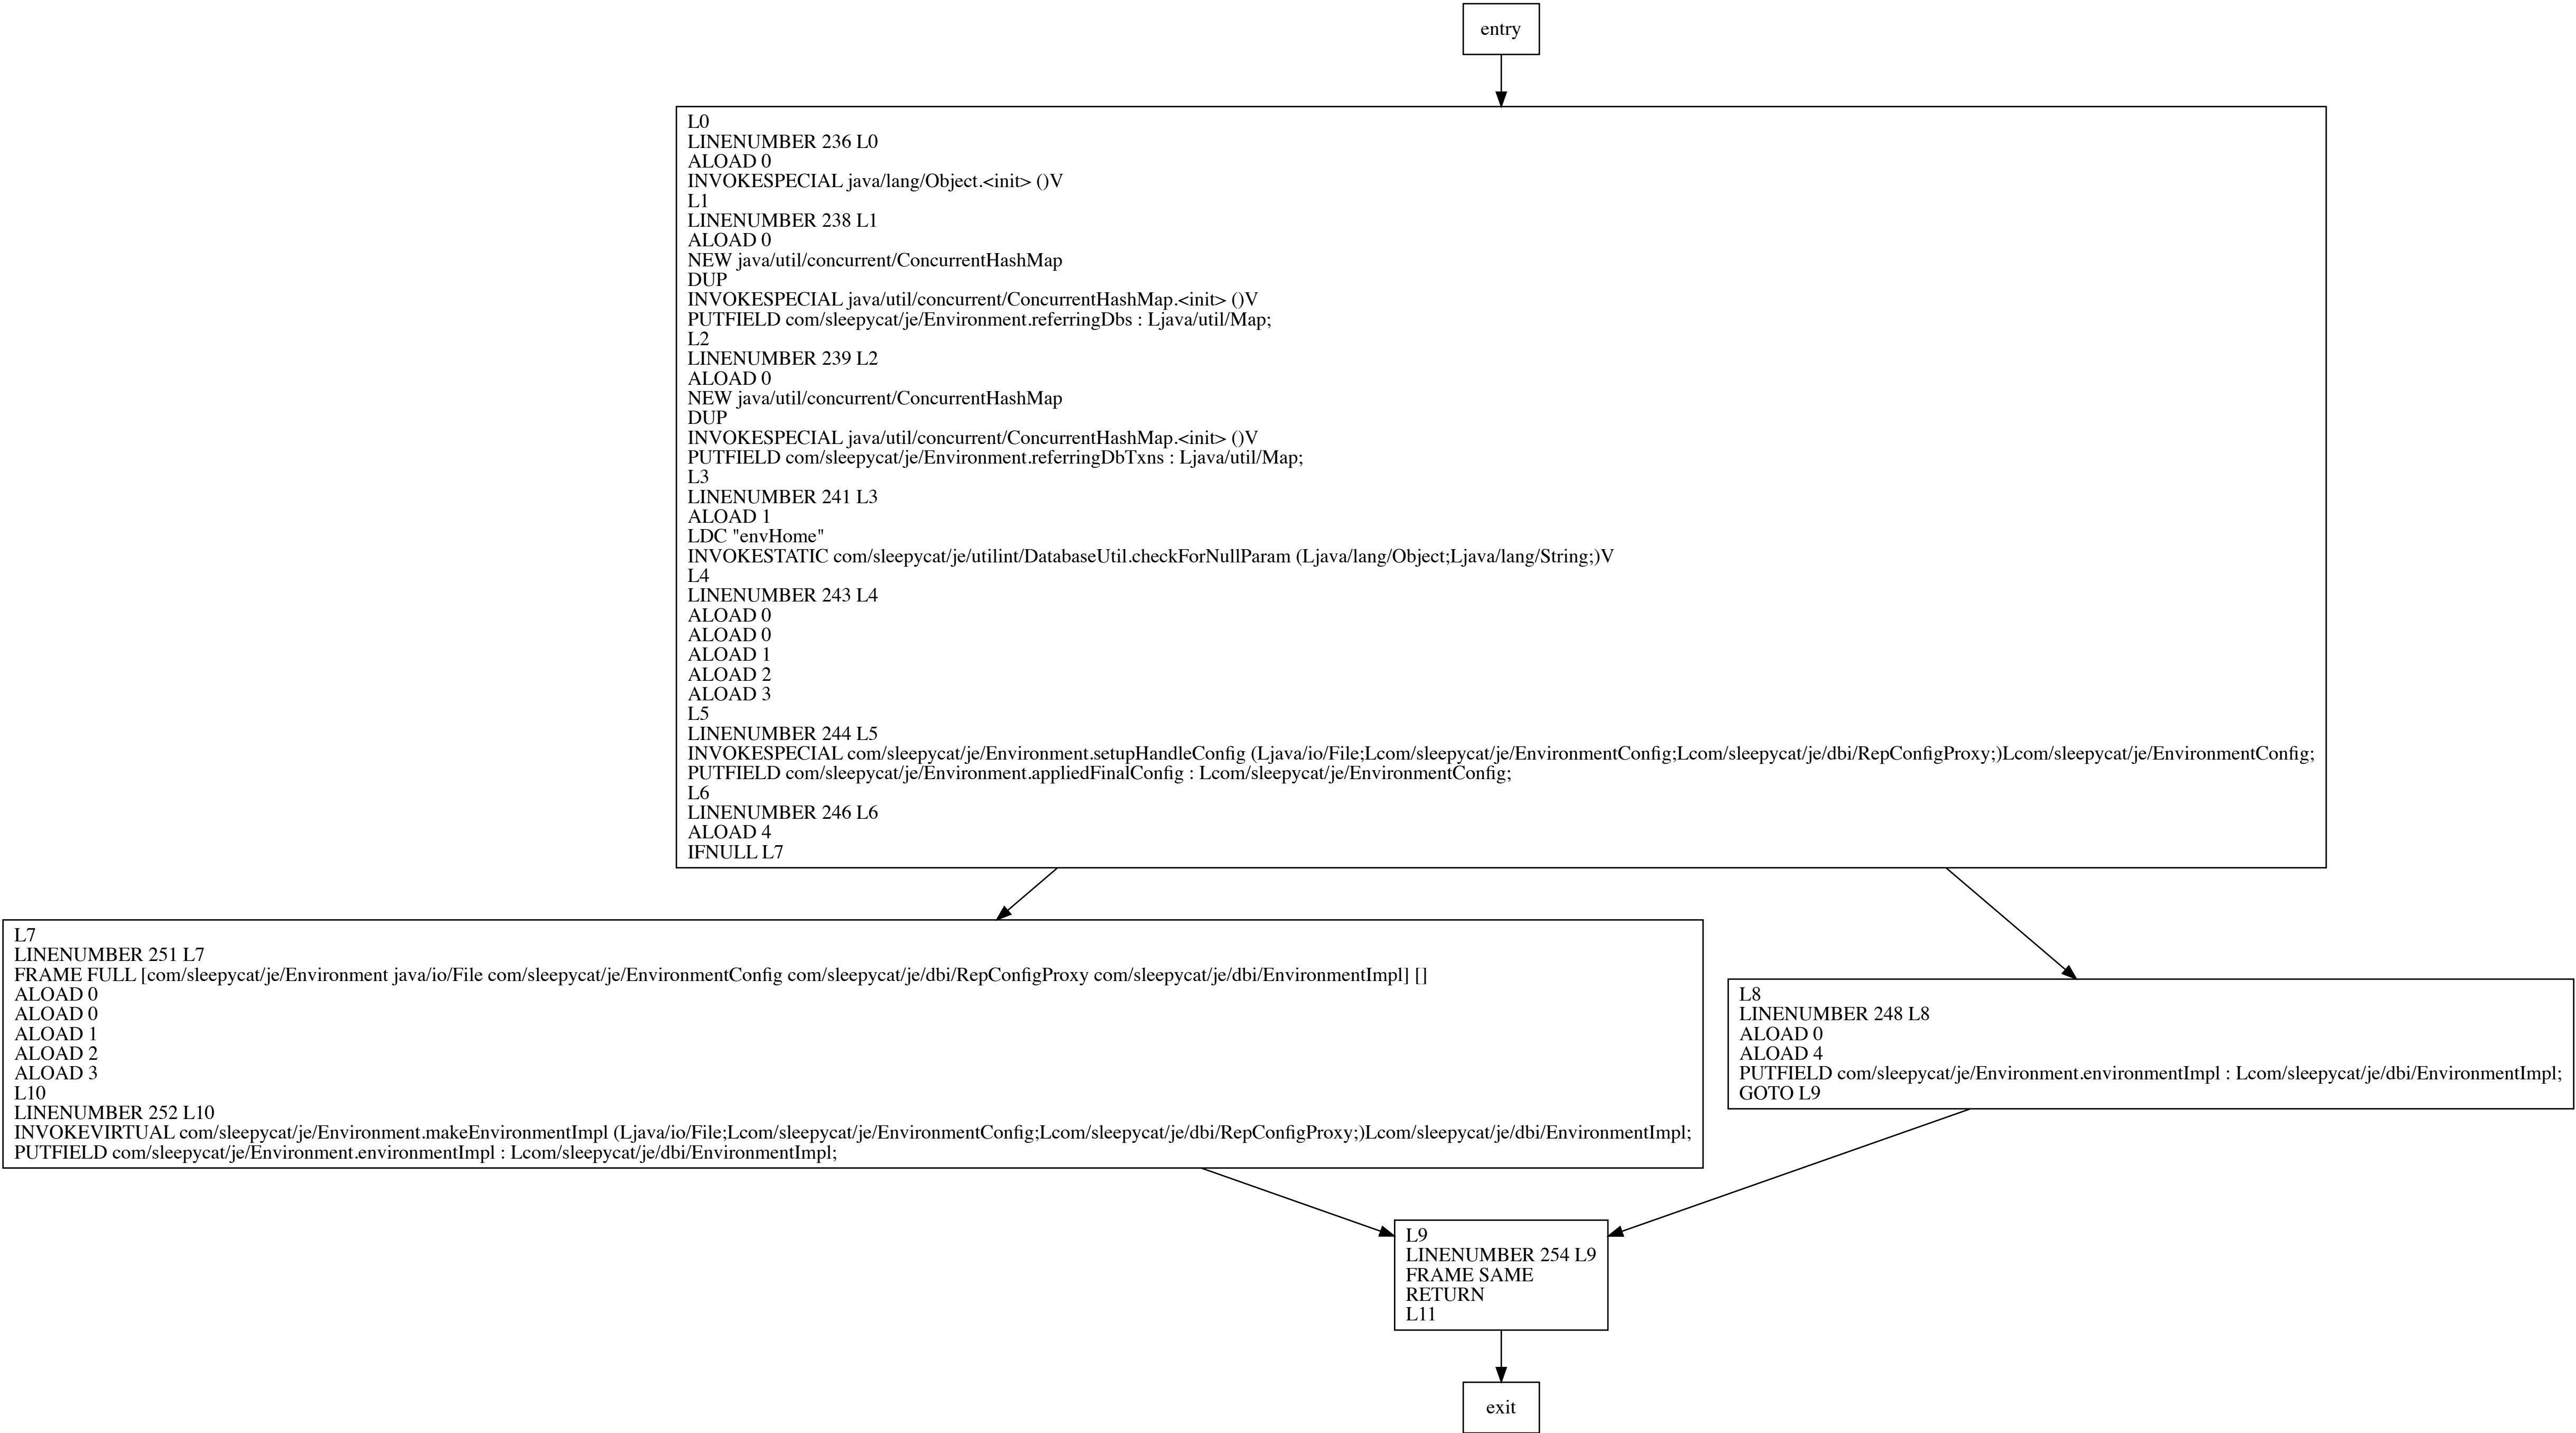 entry
L0
LINENUMBER 236 L0
ALOAD 0
INVOKESPECIAL java/lang/Object.<init> ()V
L1
LINENUMBER 238 L1
ALOAD 0
NEW java/util/concurrent/ConcurrentHashMap
DUP
INVOKESPECIAL java/util/concurrent/ConcurrentHashMap.<init> ()V
PUTFIELD com/sleepycat/je/Environment.referringDbs : Ljava/util/Map;
L2
LINENUMBER 239 L2
ALOAD 0
NEW java/util/concurrent/ConcurrentHashMap
DUP
INVOKESPECIAL java/util/concurrent/ConcurrentHashMap.<init> ()V
PUTFIELD com/sleepycat/je/Environment.referringDbTxns : Ljava/util/Map;
L3
LINENUMBER 241 L3
ALOAD 1
LDC "envHome"
INVOKESTATIC com/sleepycat/je/utilint/DatabaseUtil.checkForNullParam (Ljava/lang/Object;Ljava/lang/String;)V
L4
LINENUMBER 243 L4
ALOAD 0
ALOAD 0
ALOAD 1
ALOAD 2
ALOAD 3
L5
LINENUMBER 244 L5
INVOKESPECIAL com/sleepycat/je/Environment.setupHandleConfig (Ljava/io/File;Lcom/sleepycat/je/EnvironmentConfig;Lcom/sleepycat/je/dbi/RepConfigProxy;)Lcom/sleepycat/je/EnvironmentConfig;
PUTFIELD com/sleepycat/je/Environment.appliedFinalConfig : Lcom/sleepycat/je/EnvironmentConfig;
L6
LINENUMBER 246 L6
ALOAD 4
IFNULL L7
L7
LINENUMBER 251 L7
FRAME FULL [com/sleepycat/je/Environment java/io/File com/sleepycat/je/EnvironmentConfig com/sleepycat/je/dbi/RepConfigProxy com/sleepycat/je/dbi/EnvironmentImpl] []
ALOAD 0
ALOAD 0
ALOAD 1
ALOAD 2
ALOAD 3
L10
LINENUMBER 252 L10
INVOKEVIRTUAL com/sleepycat/je/Environment.makeEnvironmentImpl (Ljava/io/File;Lcom/sleepycat/je/EnvironmentConfig;Lcom/sleepycat/je/dbi/RepConfigProxy;)Lcom/sleepycat/je/dbi/EnvironmentImpl;
PUTFIELD com/sleepycat/je/Environment.environmentImpl : Lcom/sleepycat/je/dbi/EnvironmentImpl;
L8
LINENUMBER 248 L8
ALOAD 0
ALOAD 4
PUTFIELD com/sleepycat/je/Environment.environmentImpl : Lcom/sleepycat/je/dbi/EnvironmentImpl;
GOTO L9
L9
LINENUMBER 254 L9
FRAME SAME
RETURN
L11
exit